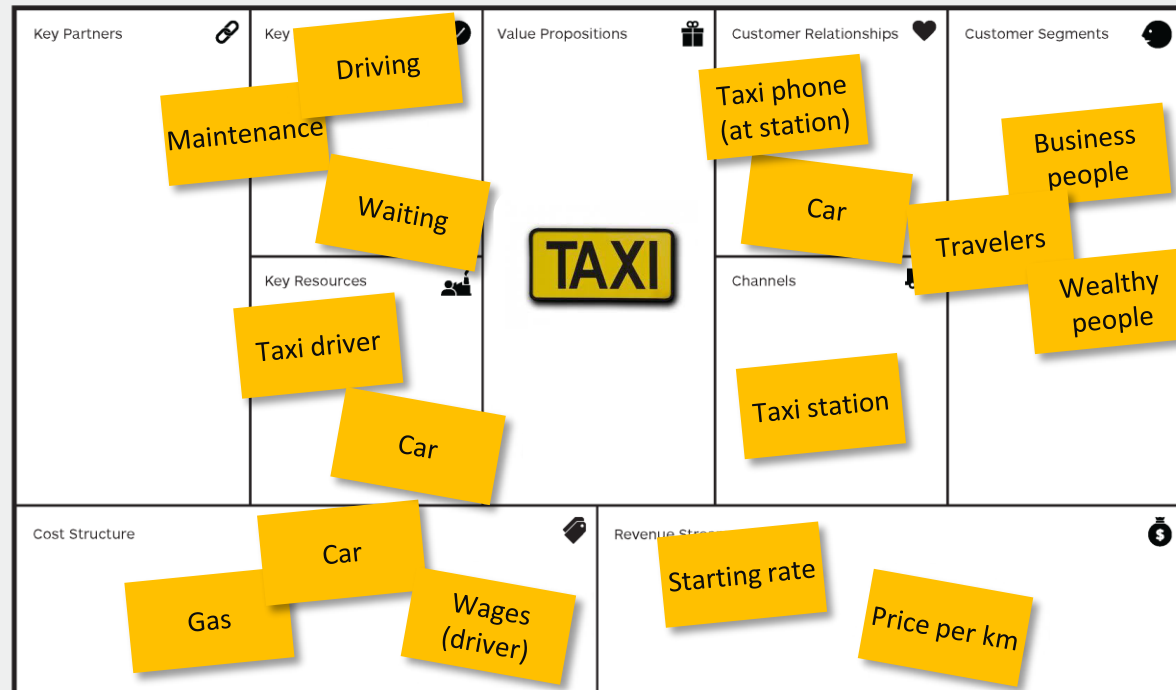 Key Partners
Key
Value Propositions
Customer Relationships
Customer Segments
Driving
Maintenance
Waiting
Taxi phone
(at station)
Car
Business
people
Travelers
Wealthy
people
Key Resources
Taxi driver
Car
TAXI
Channels
Taxi station
Cost Structure
Car
Gas
Wages
(driver)
Revenue
Starting rate
Price per km
$